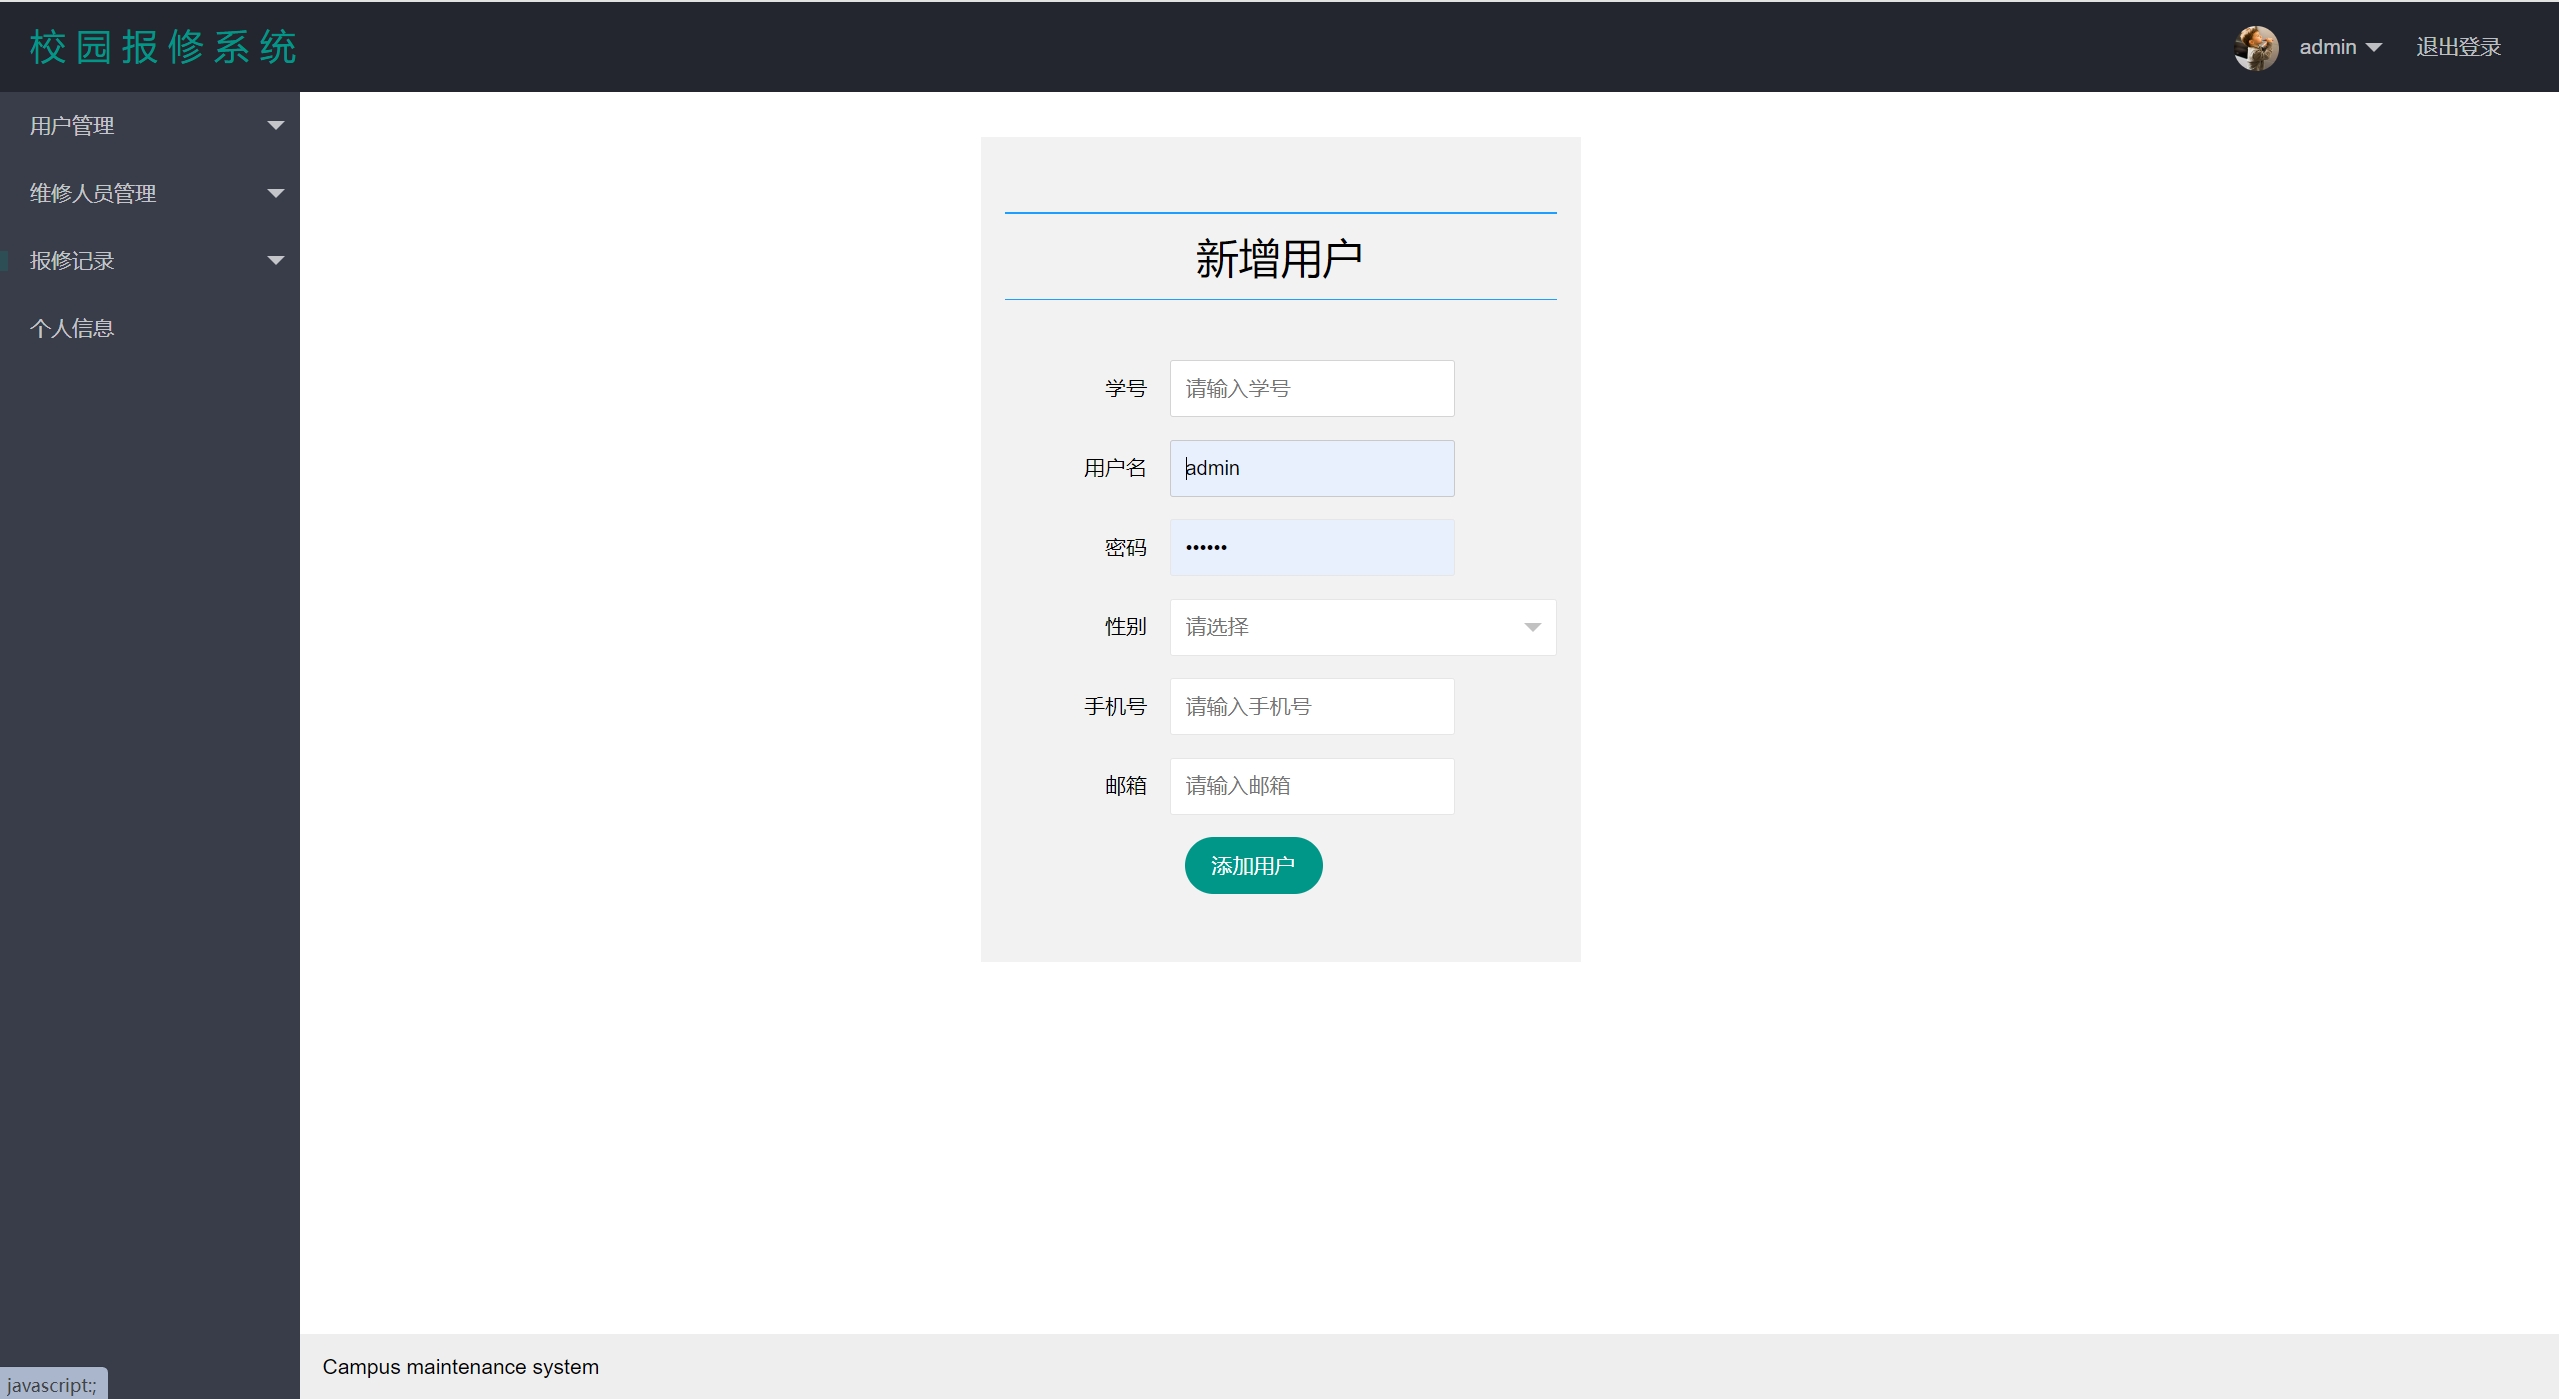 校园报修系统
admin
退出登录
用户管理
维修人员管理
报修记录
个人信息
新增用户
学号 请输入学号
用户名 admin
密码 ••••••
性别 请选择
手机号 请输入手机号
邮箱 请输入邮箱
添加用户
Campus maintenance system
javascript:;